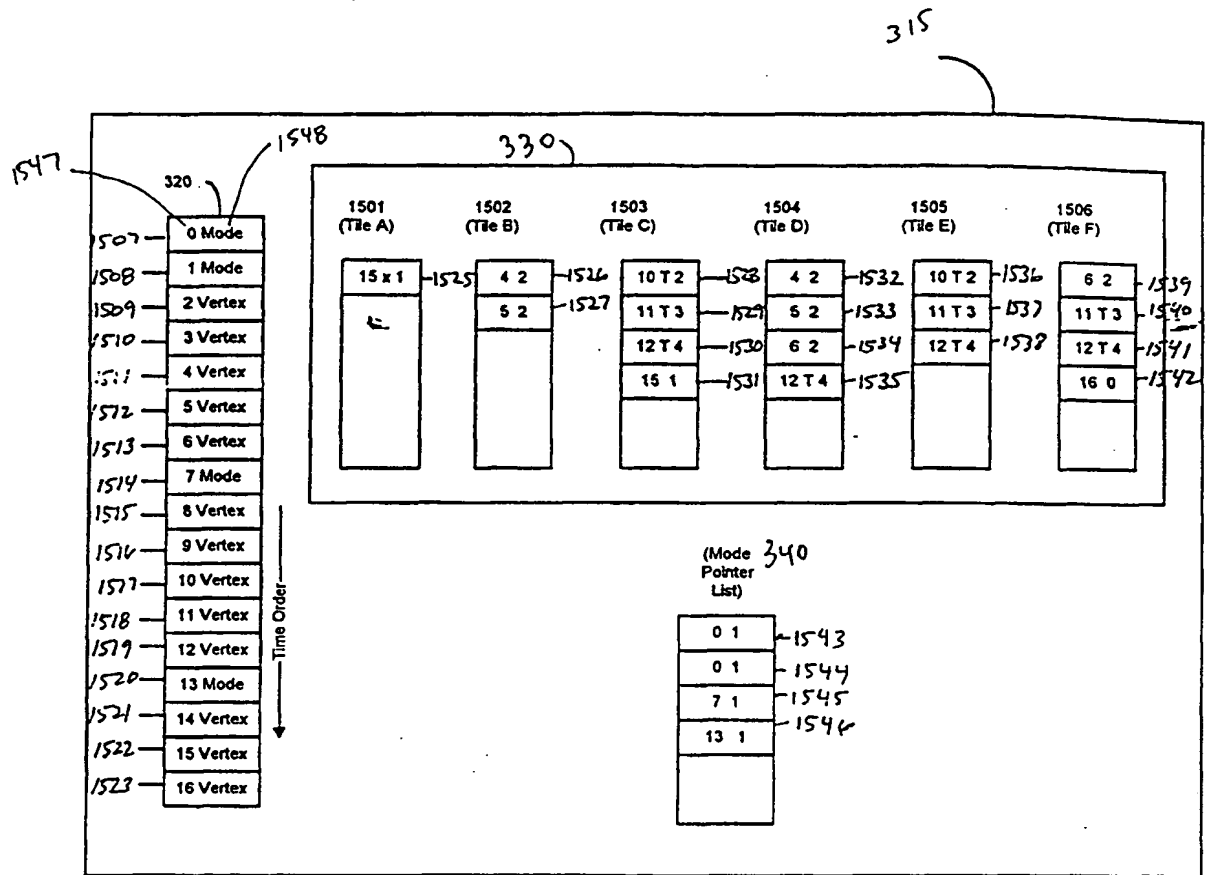 315
1547
1548
330
320
1507
0 Mode
1508
1 Mode
1509
2 Vertex
1510
3 Vertex
1511
4 Vertex
1512
5 Vertex
1513
6 Vertex
1514
7 Mode
1515
8 Vertex
1516
9 Vertex
1517
10 Vertex
1518
11 Vertex
1519
12 Vertex
1520
13 Mode
1521
14 Vertex
1522
15 Vertex
1523
16 Vertex
Time Order
1501
(Tile A)
15 x 1
1525
1502
(Tile B)
4 2
1526
5 2
1527
1503
(Tile C)
10 T 2
1528
11 T 3
1529
12 T 4
1530
15 1
1531
1504
(Tile D)
4 2
1532
5 2
1533
6 2
1534
12 T 4
1535
1505
(Tile E)
10 T 2
1536
11 T 3
1537
12 T 4
1538
1506
(Tile F)
6 2
1539
11 T 3
1540
12 T 4
1541
16 0
1542
(Mode 340
Pointer
List)
0 1
1543
0 1
1544
7 1
1545
13 1
1546